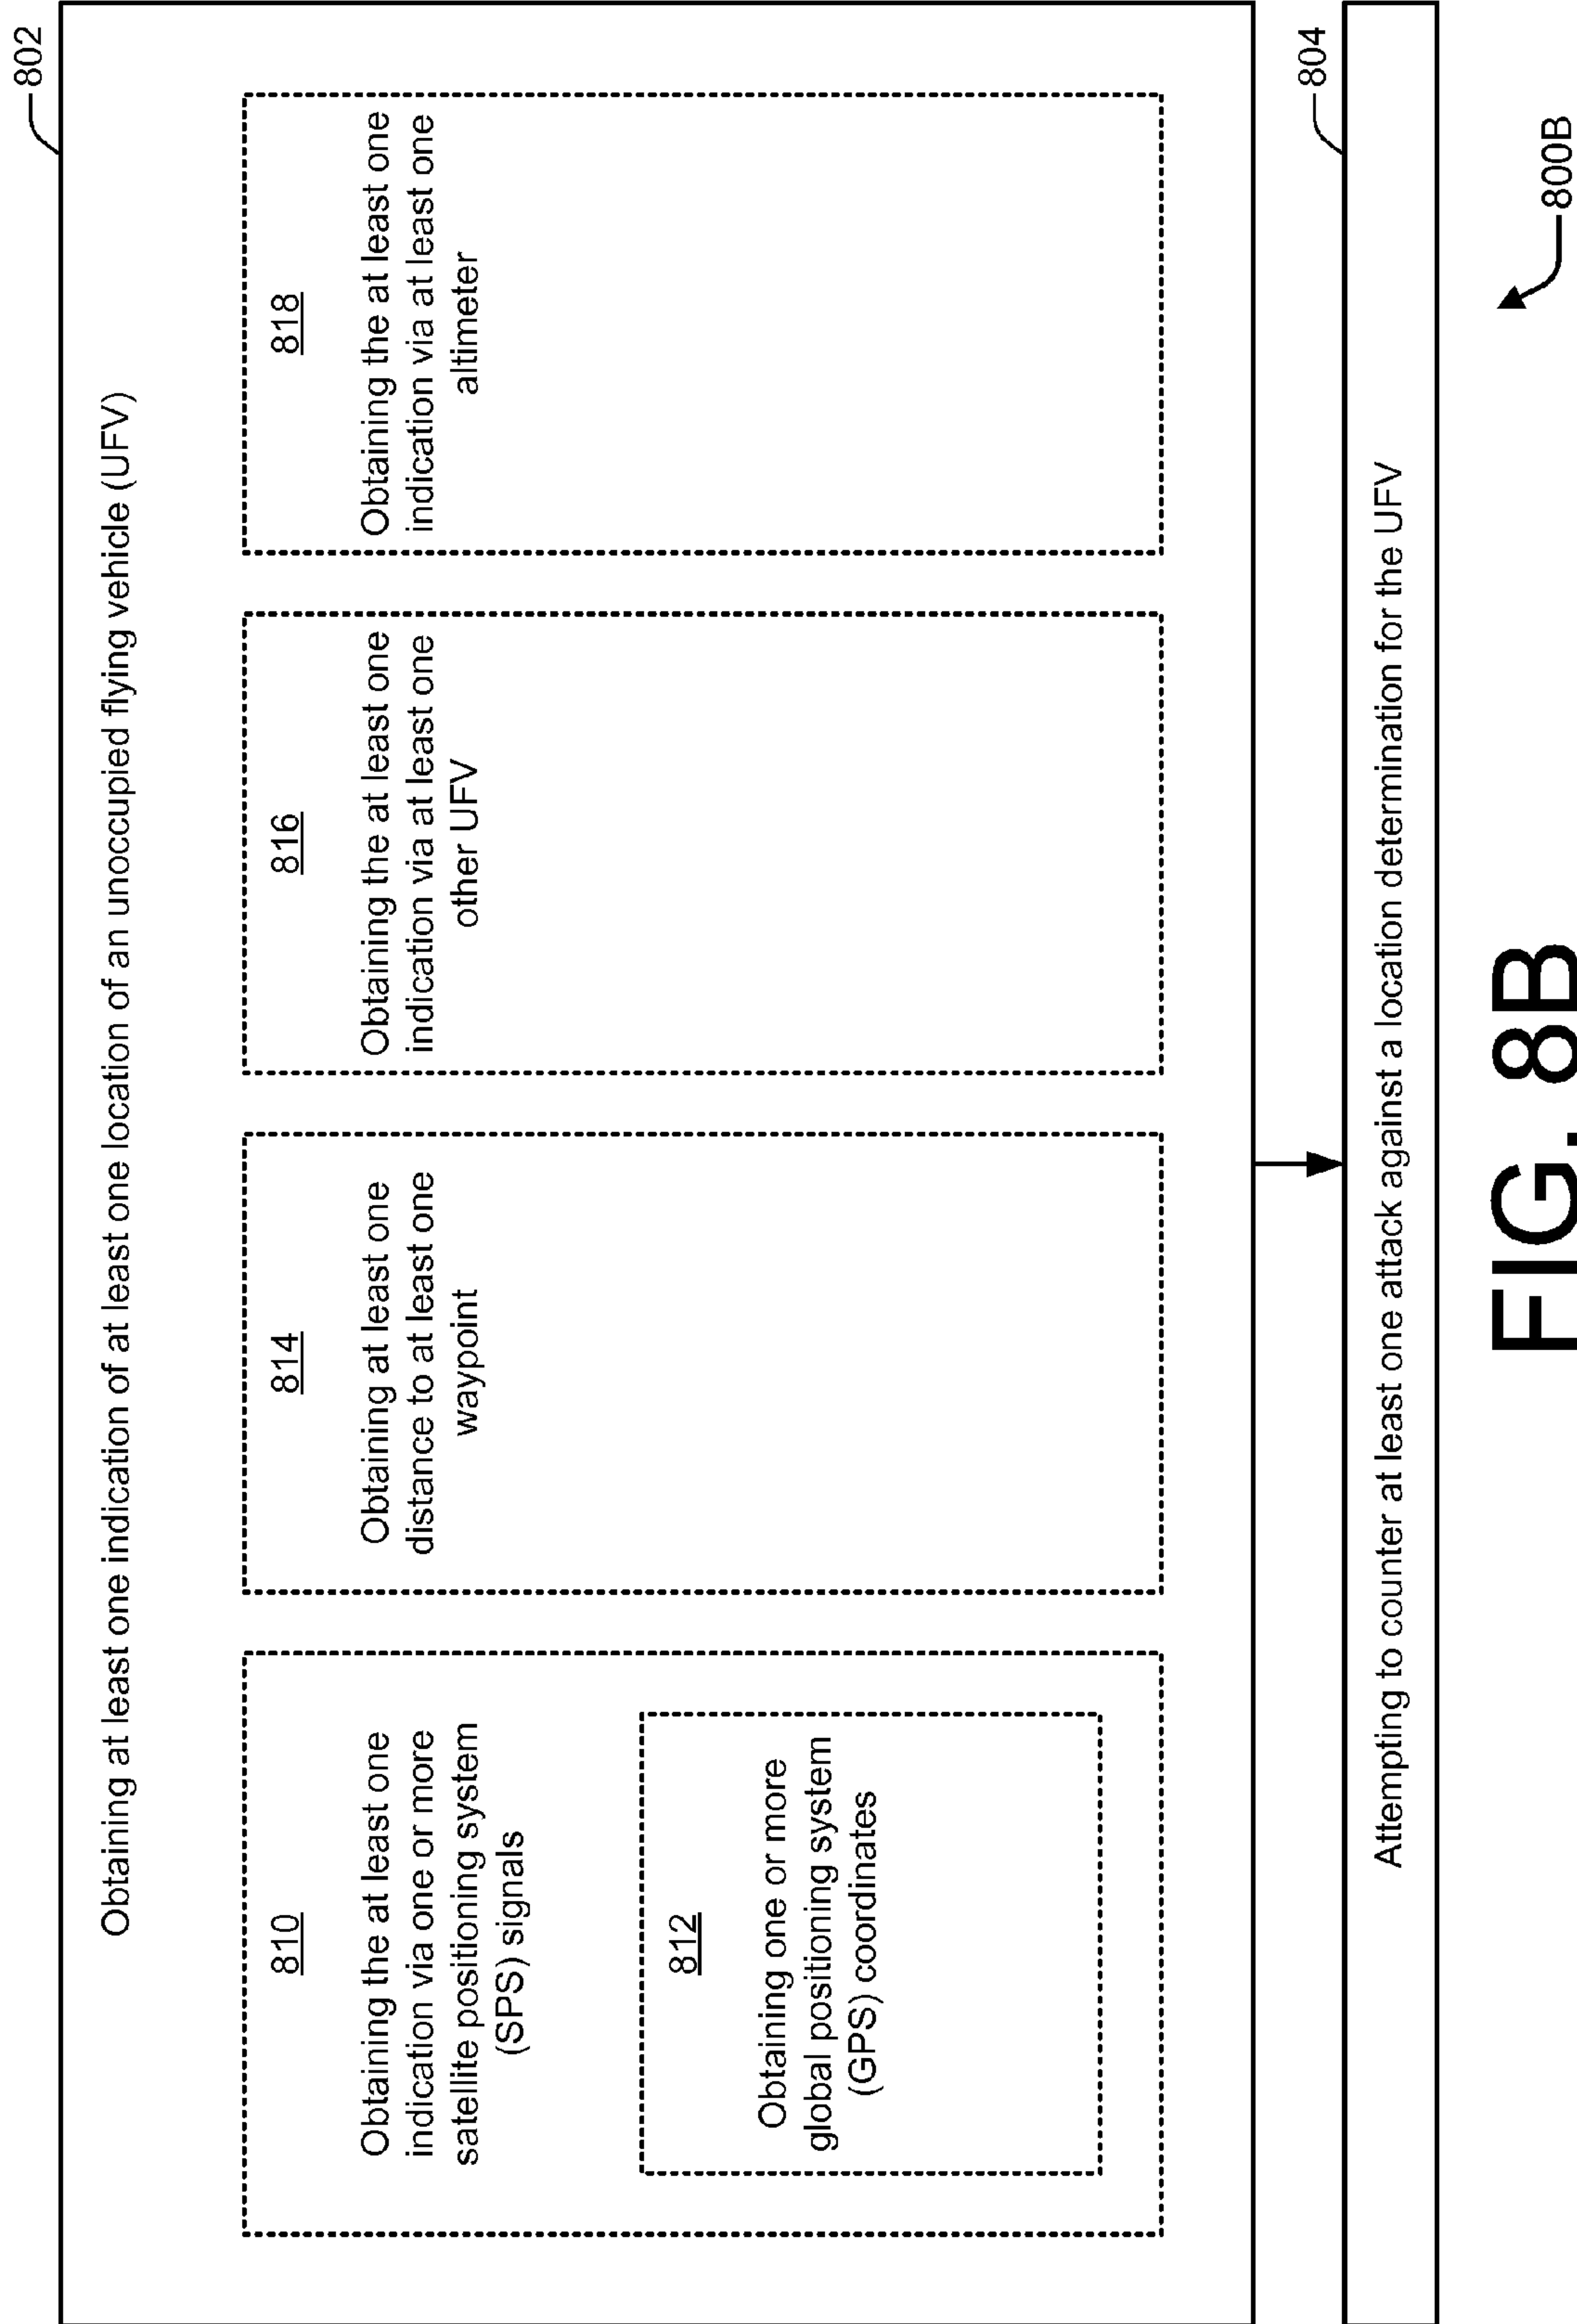 802
Obtaining at least one indication of at least one location of an unoccupied flying vehicle (UFV)
810
Obtaining the at least one
indication via one or more
satellite positioning system
(SPS) signals
812
Obtaining one or more
global positioning system
(GPS) coordinates
814
Obtaining at least one
distance to at least one
waypoint
816
Obtaining the at least one
indication via at least one
other UFV
818
Obtaining the at least one
indication via at least one
altimeter
804
Attempting to counter at least one attack against a location determination for the UFV
800B
FIG. 8B